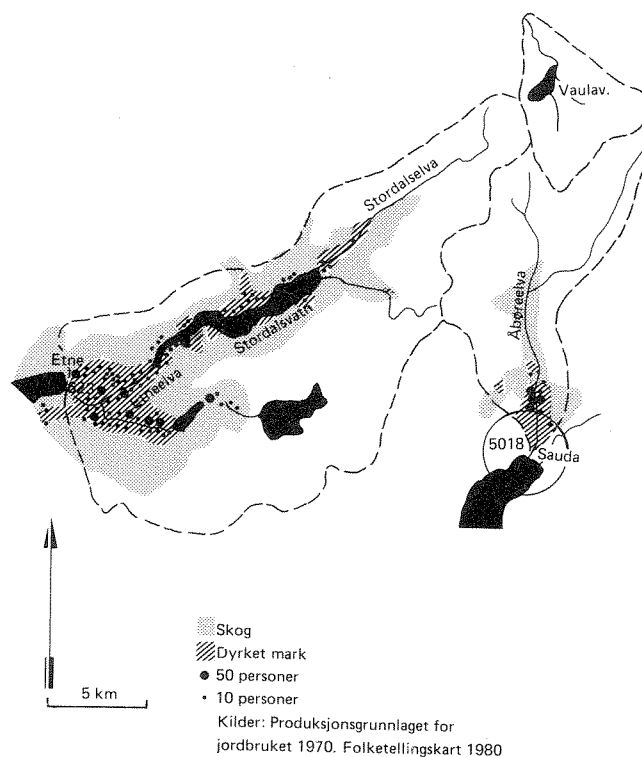 Vaulav.
Stordalselva
Åbøreelva
Stordalsvatn
Etne
5018
Sauda
Skog
Dyrket mark
50 personer
10 personer
5 km
Kilder: Produksjonsgrunnlaget for
jordbruket 1970. Folketellingskart 1980